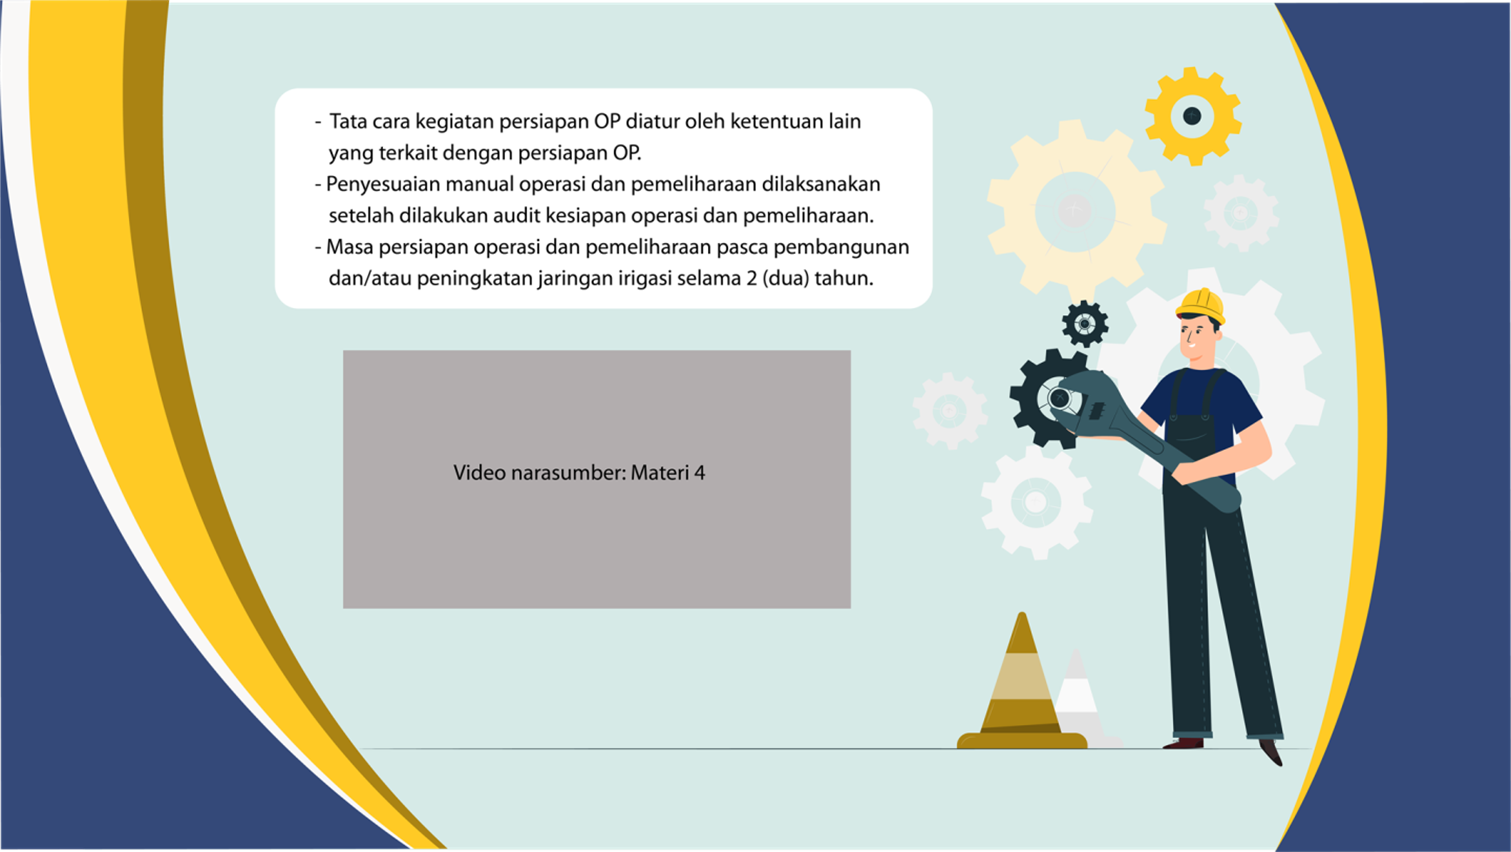 - Tata cara kegiatan persiapan OP diatur oleh ketentuan lain
yang terkait dengan persiapan OP.
- Penyesuaian manual operasi dan pemeliharaan dilaksanakan
setelah dilakukan audit kesiapan operasi dan pemeliharaan.
- Masa persiapan operasi dan pemeliharaan pasca pembangunan
dan/atau peningkatan jaringan irigasi selama 2 (dua) tahun.
Video narasumber: Materi 4